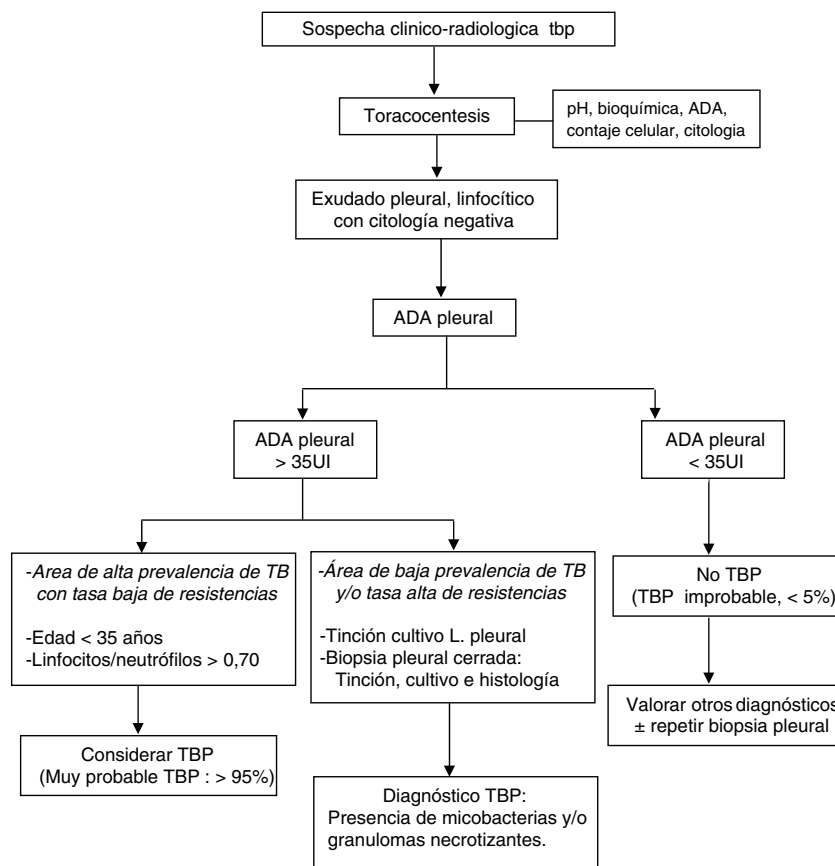 Sospecha clinico-radiologica tbp
Toracocentesis
pH, bioquímica, ADA,
contaje celular, citologia
Exudado pleural, linfocítico
con citología negativa
ADA pleural
ADA pleural
> 35UI
ADA pleural
< 35UI
-Area de alta prevalencia de TB
con tasa baja de resistencias
-Edad < 35 años
-Linfocitos/neutrófilos > 0,70
-Área de baja prevalencia de TB
y/o tasa alta de resistencias
-Tinción cultivo L. pleural
-Biopsia pleural cerrada:
Tinción, cultivo e histología
No TBP
(TBP improbable, < 5%)
Valorar otros diagnósticos
± repetir biopsia pleural
Considerar TBP
(Muy probable TBP : > 95%)
Diagnóstico TBP:
Presencia de micobacterias y/o
granulomas necrotizantes.